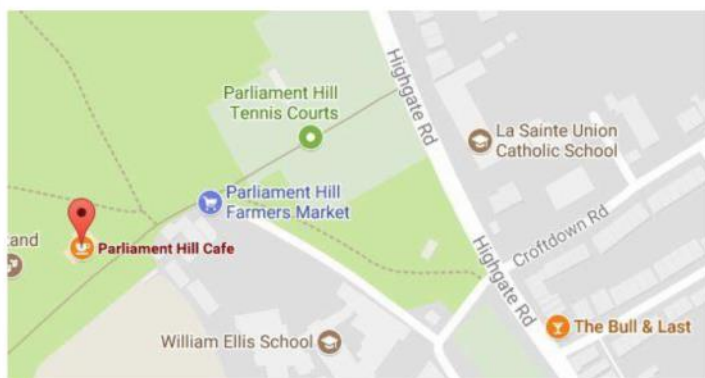 Highgate Rd
Parliament Hill
Tennis Courts
La Sainte Union
Catholic School
Parliament Hill
Farmers Market
Croftdown Rd
tand
Parliament Hill Cafe
Highgate Rd
The Bull & Last
William Ellis School